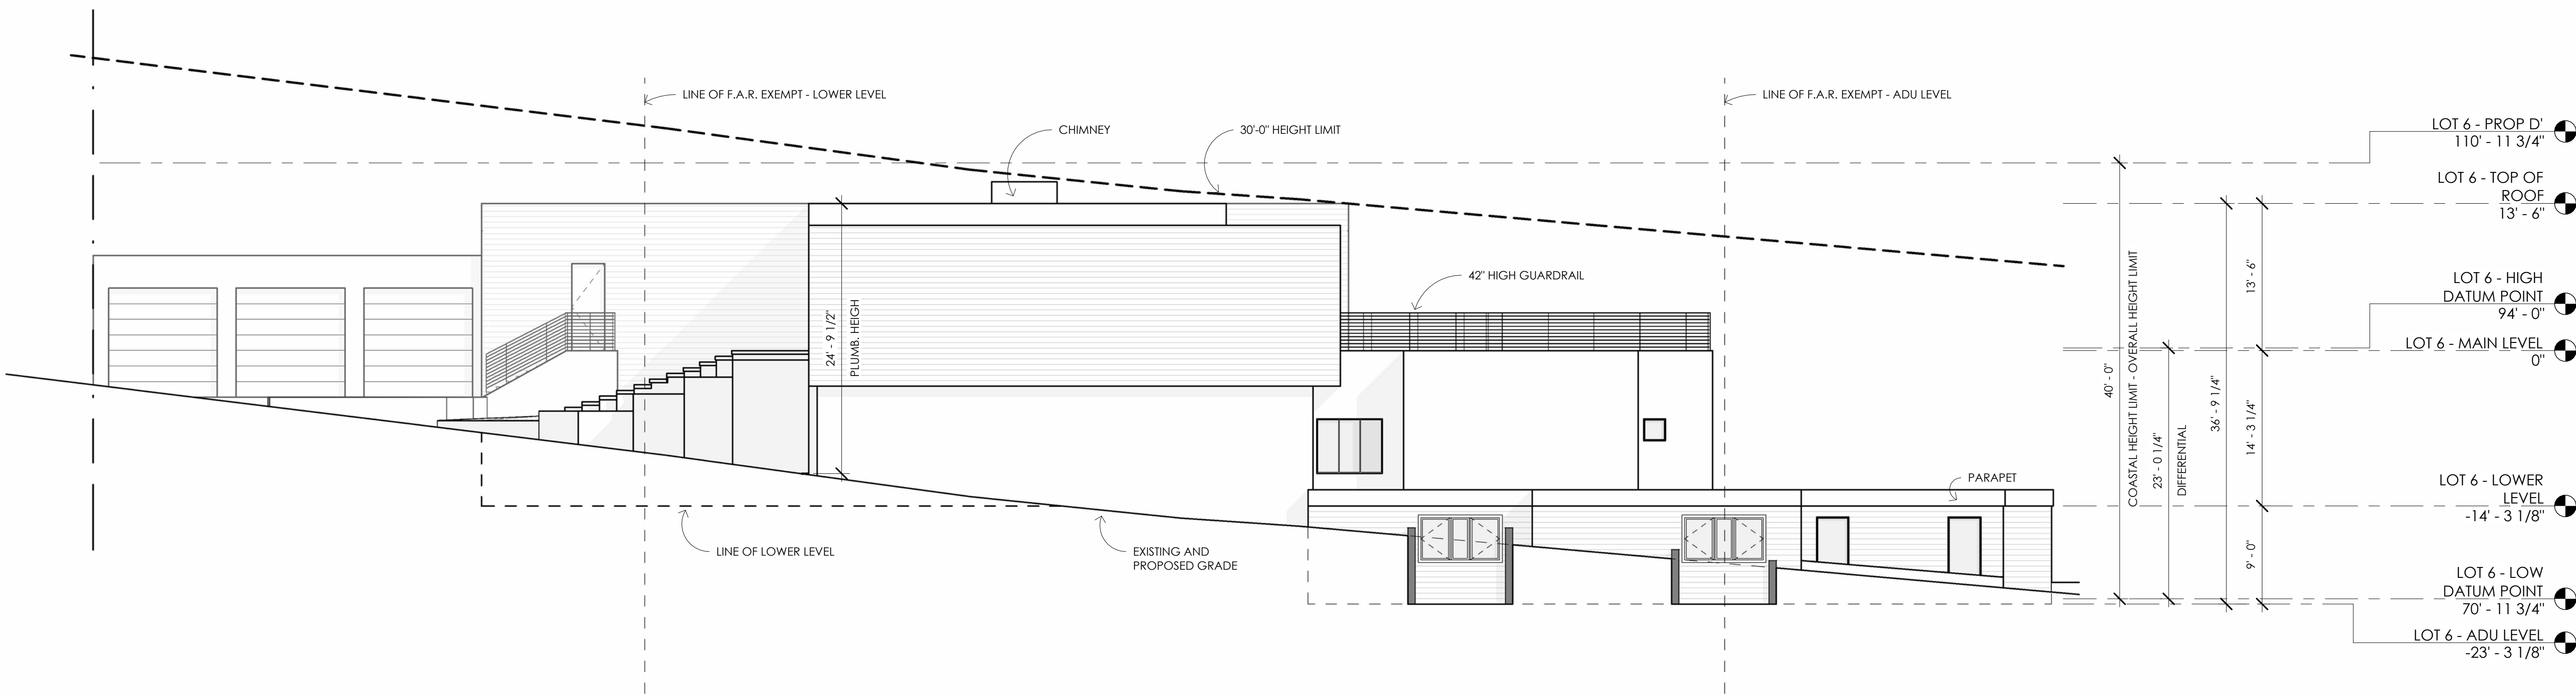 LINE OF F.A.R. EXEMPT - LOWER LEVEL
LINE OF F.A.R. EXEMPT - ADU LEVEL
CHIMNEY
30'-0" HEIGHT LIMIT
LOT 6 - PROP D'
110' - 11 3/4"
LOT 6 - TOP OF
ROOF
13' - 6"
42" HIGH GUARDRAIL
LOT 6 - HIGH
DATUM POINT
94' - 0"
LOT 6 - MAIN LEVEL
0"
24' - 9 1/2"
PLUMB. HEIGH
40' - 0"
COASTAL HEIGHT LIMIT - OVERALL HEIGHT LIMIT
23' - 0 1/4"
DIFFERENTIAL
36' - 9 1/4"
13' - 6"
14' - 3 1/4"
9' - 0"
PARAPET
LOT 6 - LOWER
LEVEL
-14' - 3 1/8"
LINE OF LOWER LEVEL
EXISTING AND
PROPOSED GRADE
LOT 6 - LOW
DATUM POINT
70' - 11 3/4"
LOT 6 - ADU LEVEL
-23' - 3 1/8"